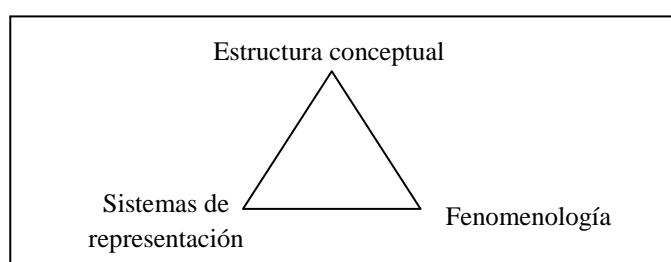 Estructura conceptual
Sistemas de
representación
Fenomenología